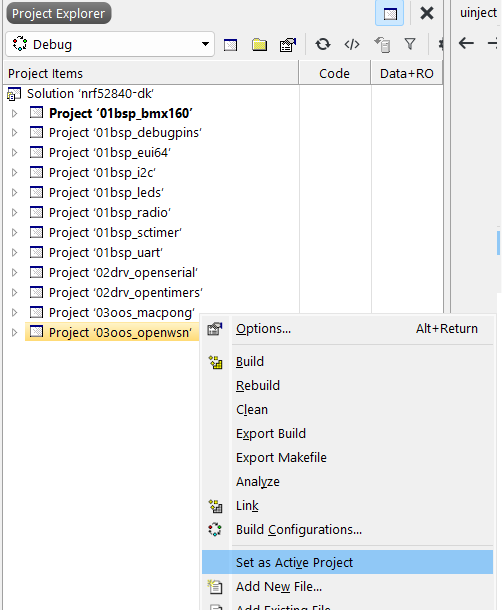 Project Explorer
uinject
Debug
Project Items Code Data+RO
Solution 'nrf52840-dk'
Project '01bsp_bmx160'
Project '01bsp_debugpins'
Project '01bsp_eui64'
Project '01bsp_i2c'
Project '01bsp_leds'
Project '01bsp_radio'
Project '01bsp_sctimer'
Project '01bsp_uart'
Project '02drv_openserial'
Project '02drv_opentimers'
Project '03oos_macpong'
Project '03oos_openwsn'
Options... Alt+Return
Build
Rebuild
Clean
Export Build
Export Makefile
Analyze
Link
Build Configurations...
Set as Active Project
Add New File...
Add Existing File